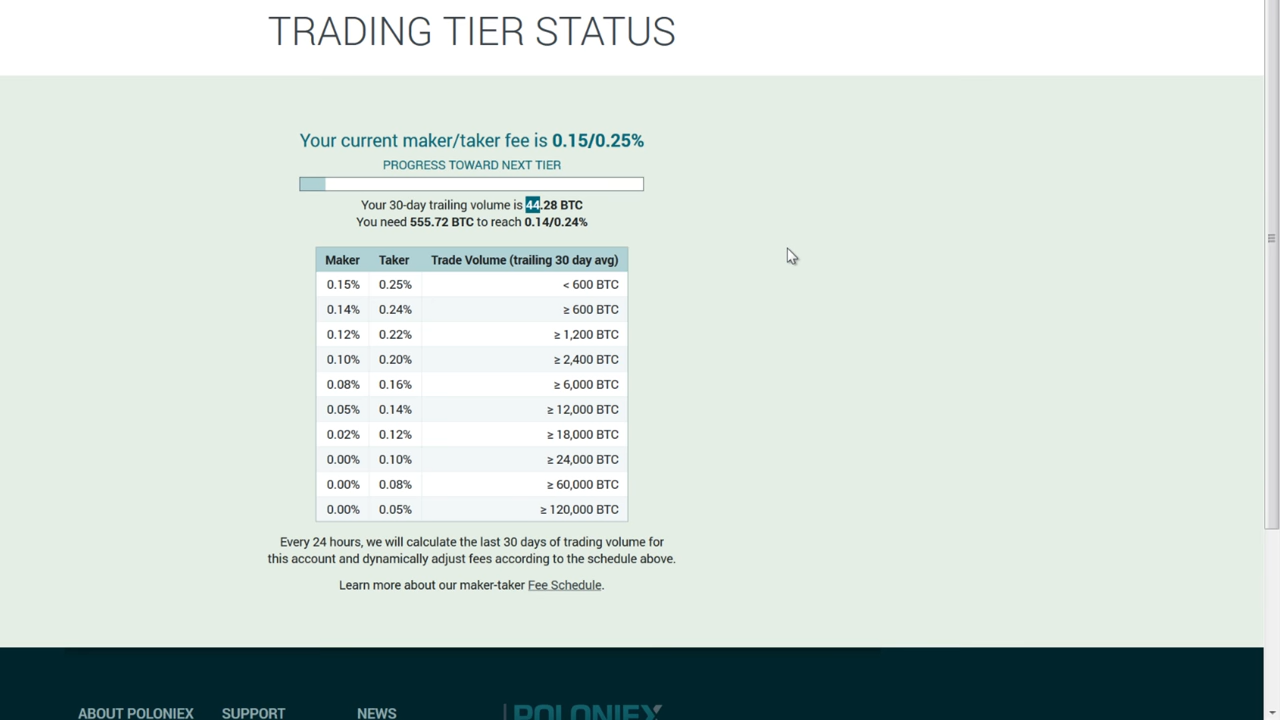 TRADING TIER STATUS
Your current maker/taker fee is 0.15/0.25%
PROGRESS TOWARD NEXT TIER
Your 30-day trailing volume is 44.28 BTC
You need 555.72 BTC to reach 0.14/0.24%
Maker Taker Trade Volume (trailing 30 day avg)
0.15% 0.25% < 600 BTC
0.14% 0.24% ≥ 600 BTC
0.12% 0.22% ≥ 1,200 BTC
0.10% 0.20% ≥ 2,400 BTC
0.08% 0.16% ≥ 6,000 BTC
0.05% 0.14% ≥ 12,000 BTC
0.02% 0.12% ≥ 18,000 BTC
0.00% 0.10% ≥ 24,000 BTC
0.00% 0.08% ≥ 60,000 BTC
0.00% 0.05% ≥ 120,000 BTC
Every 24 hours, we will calculate the last 30 days of trading volume for
this account and dynamically adjust fees according to the schedule above.
Learn more about our maker-taker Fee Schedule.
ABOUT POLONIEX SUPPORT NEWS POLONIEX